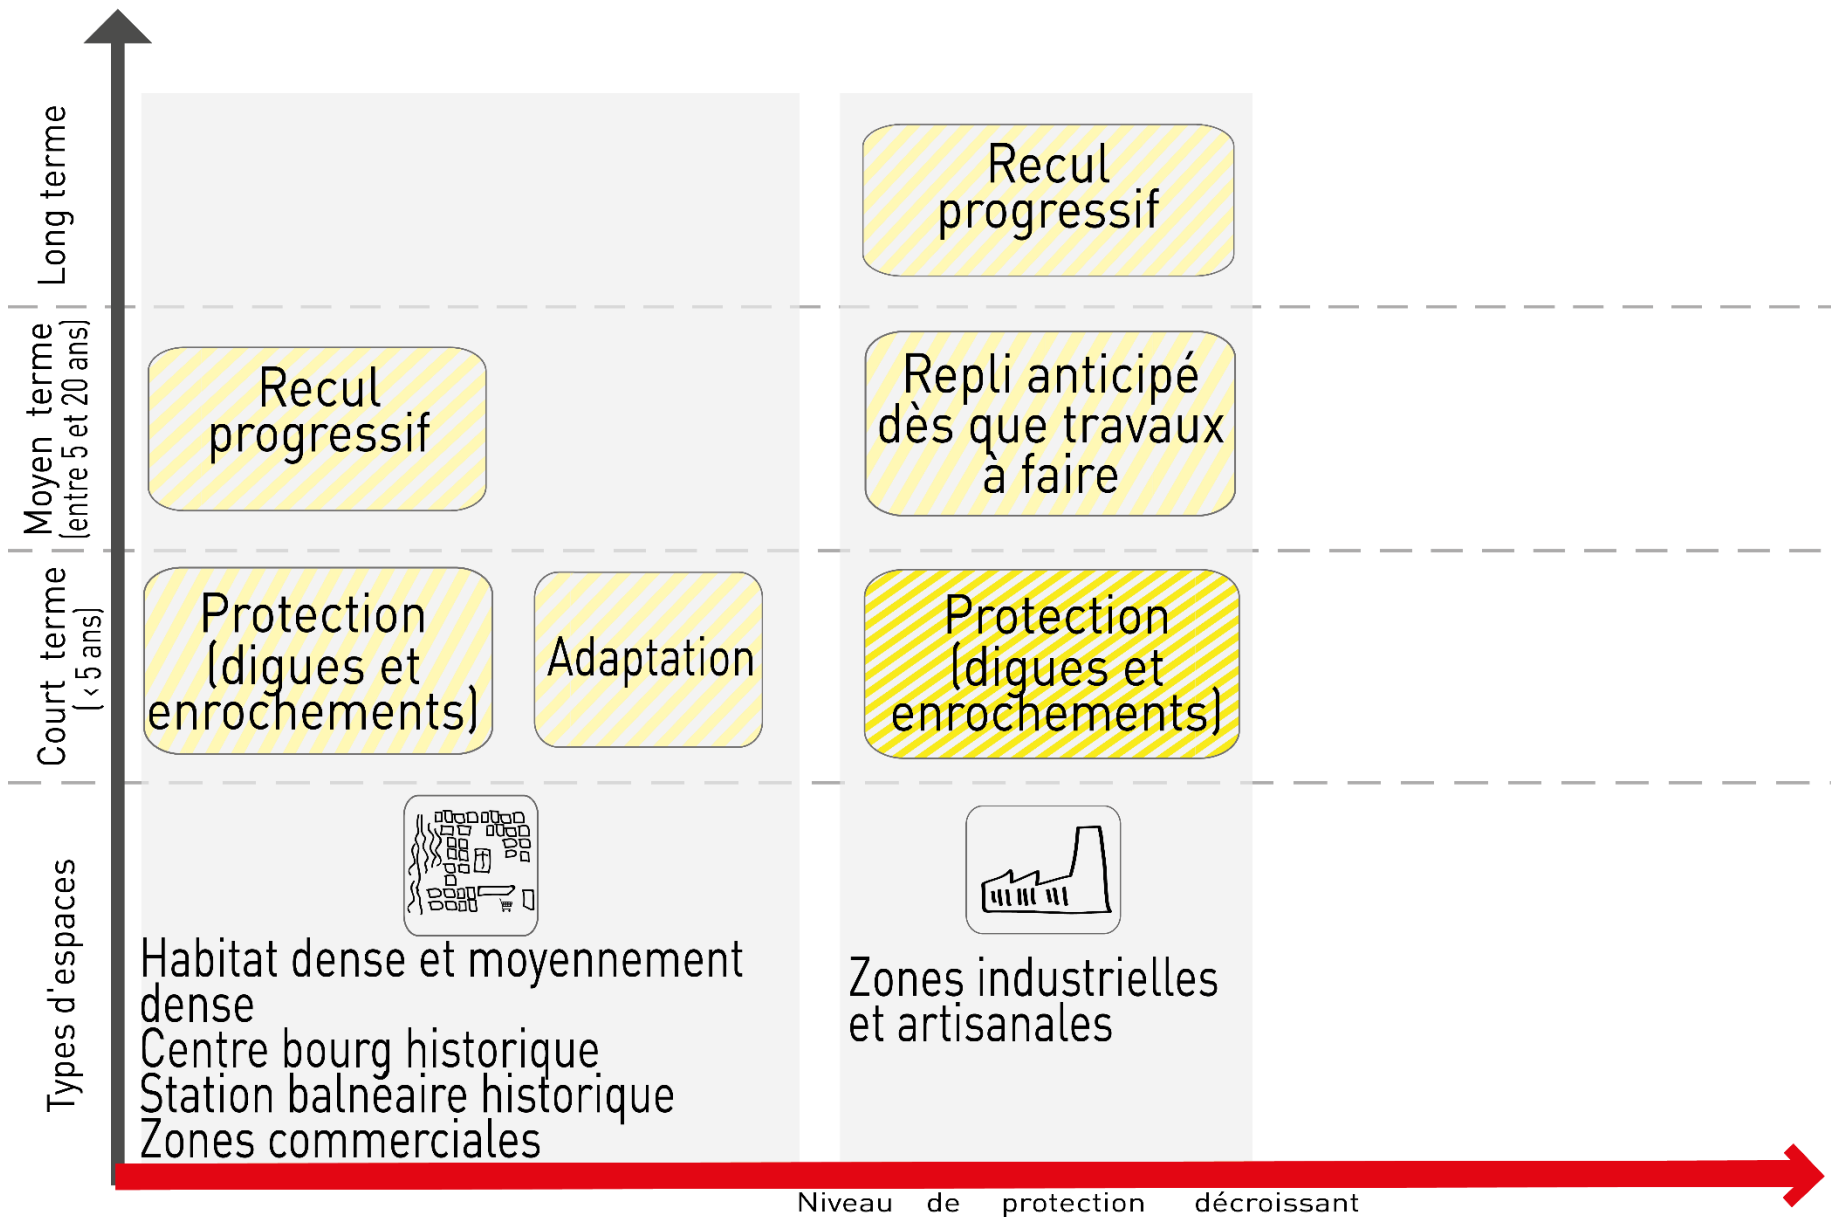 Long terme
Recul
progressif
Moyen terme
(entre 5 et 20 ans)
Recul
progressif
Repli anticipé
dès que travaux
à faire
Court terme
(< 5 ans)
Protection
(digues et
enrochements)
Adaptation
Protection
(digues et
enrochements)
Types d'espaces
Habitat dense et moyennement
dense
Centre bourg historique
Station balnéaire historique
Zones commerciales
Zones industrielles
et artisanales
Niveau de protection décroissant